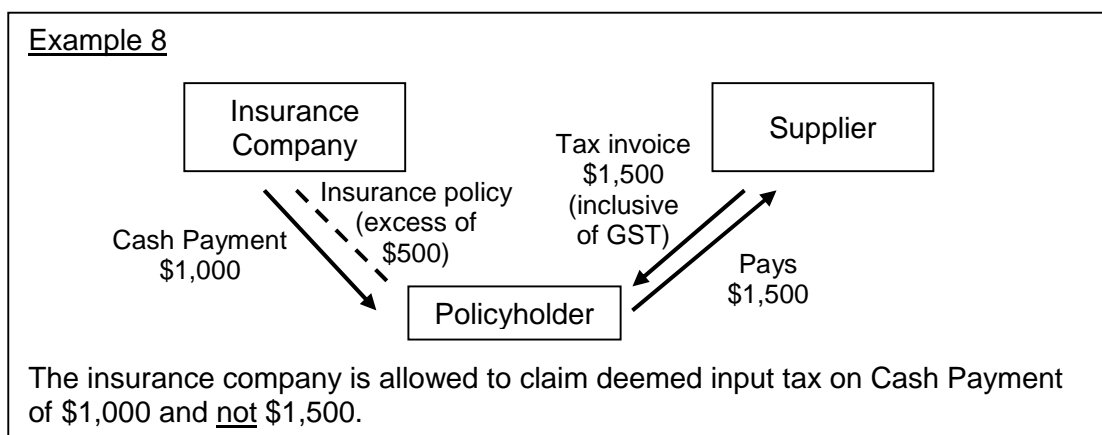 Example 8
Insurance
Company
Supplier
Tax invoice
$1,500
(inclusive
of GST)
Insurance policy
(excess of
$500)
Cash Payment
$1,000
Pays
$1,500
Policyholder
The insurance company is allowed to claim deemed input tax on Cash Payment
of $1,000 and not $1,500.